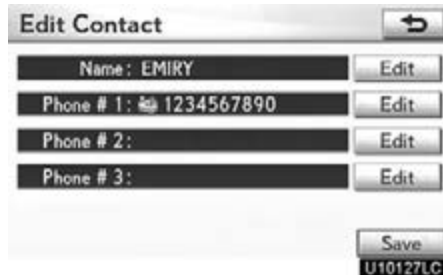 Edit Contact
Name: EMIRY Edit
Phone # 1: 1234567890 Edit
Phone # 2: Edit
Phone # 3: Edit
Save
U10127LC